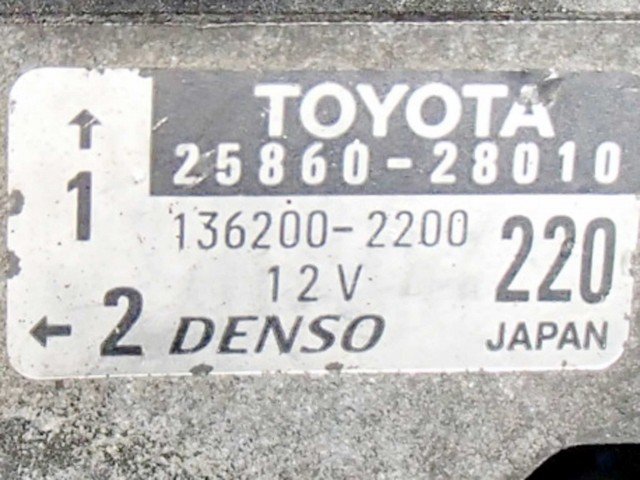 TOYOTA
25860-28010
↑
1
136200-2200
12V
220
← 2
DENSO
JAPAN